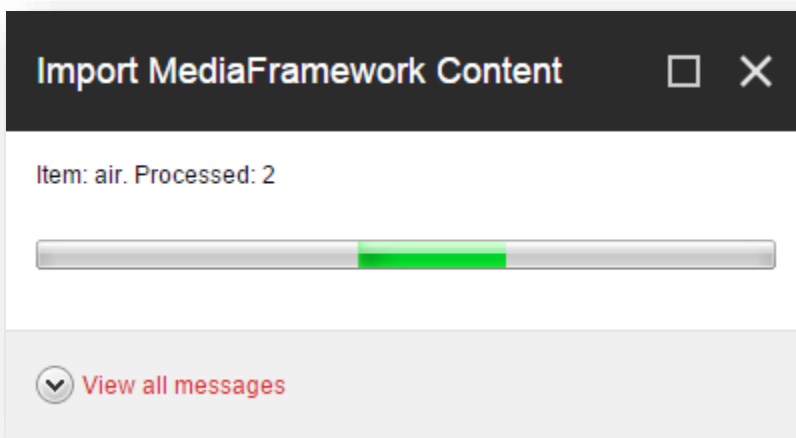 Import MediaFramework Content
Item: air. Processed: 2
View all messages